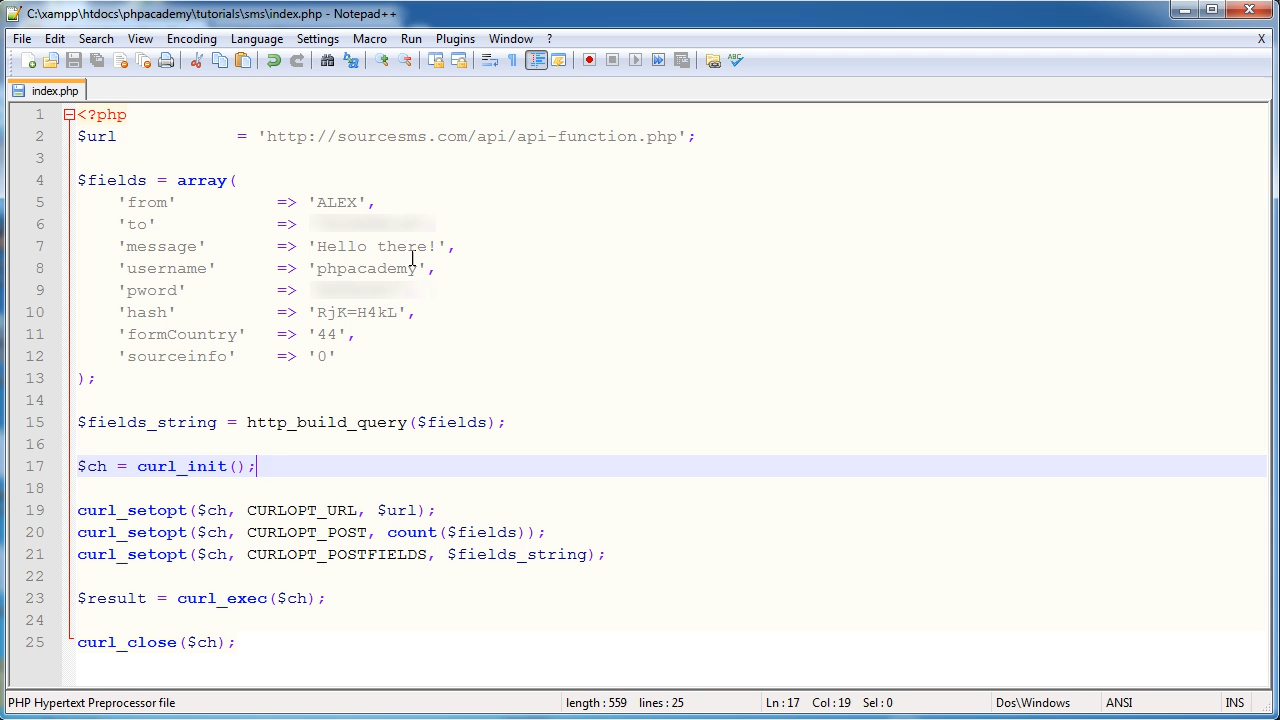 C:\xampp\htdocs\phpacademy\tutorials\sms\index.php - Notepad++
File Edit Search View Encoding Language Settings Macro Run Plugins Window ? X
index.php
1 <?php
2 $url = 'http://sourcesms.com/api/api-function.php';
3
4 $fields = array(
5 'from' => 'ALEX',
6 'to' =>
7 'message' => 'Hello there!',
8 'username' => 'phpacademy',
9 'pword' =>
10 'hash' => 'RjK=H4kL',
11 'formCountry' => '44',
12 'sourceinfo' => '0'
13 );
14
15 $fields_string = http_build_query($fields);
16
17 $ch = curl_init();
18
19 curl_setopt($ch, CURLOPT_URL, $url);
20 curl_setopt($ch, CURLOPT_POST, count($fields));
21 curl_setopt($ch, CURLOPT_POSTFIELDS, $fields_string);
22
23 $result = curl_exec($ch);
24
25 curl_close($ch);
PHP Hypertext Preprocessor file length : 559 lines : 25 Ln : 17 Col : 19 Sel : 0 Dos\Windows ANSI INS